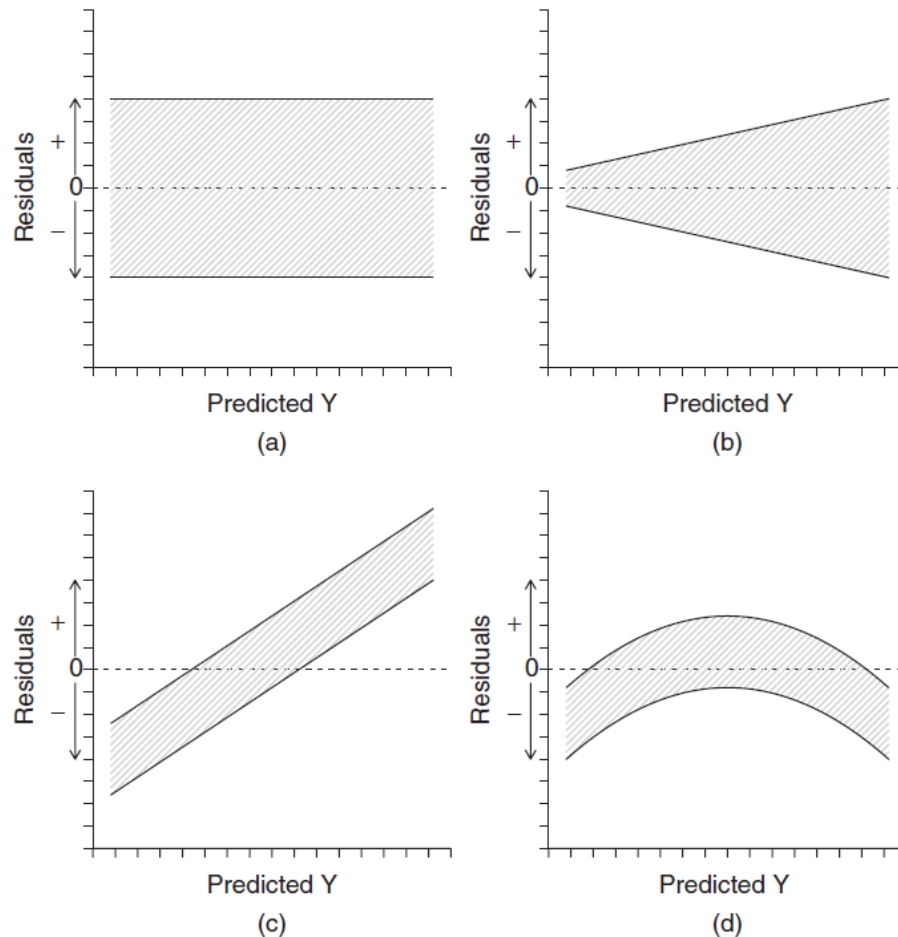 +
Residuals
0
−
Predicted Y
(a)
+
Residuals
0
−
Predicted Y
(b)
+
Residuals
0
−
Predicted Y
(c)
+
Residuals
0
−
Predicted Y
(d)